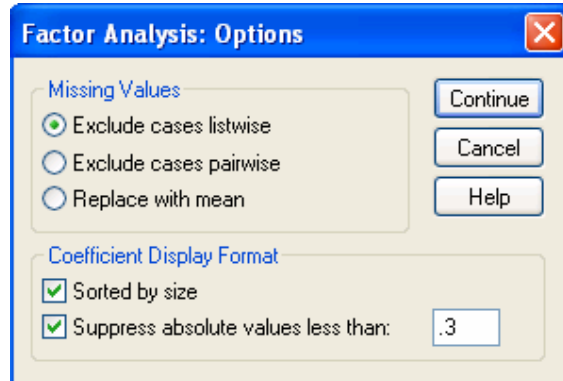 Factor Analysis: Options
Missing Values
Exclude cases listwise
Exclude cases pairwise
Replace with mean
Continue
Cancel
Help
Coefficient Display Format
Sorted by size
Suppress absolute values less than: .3